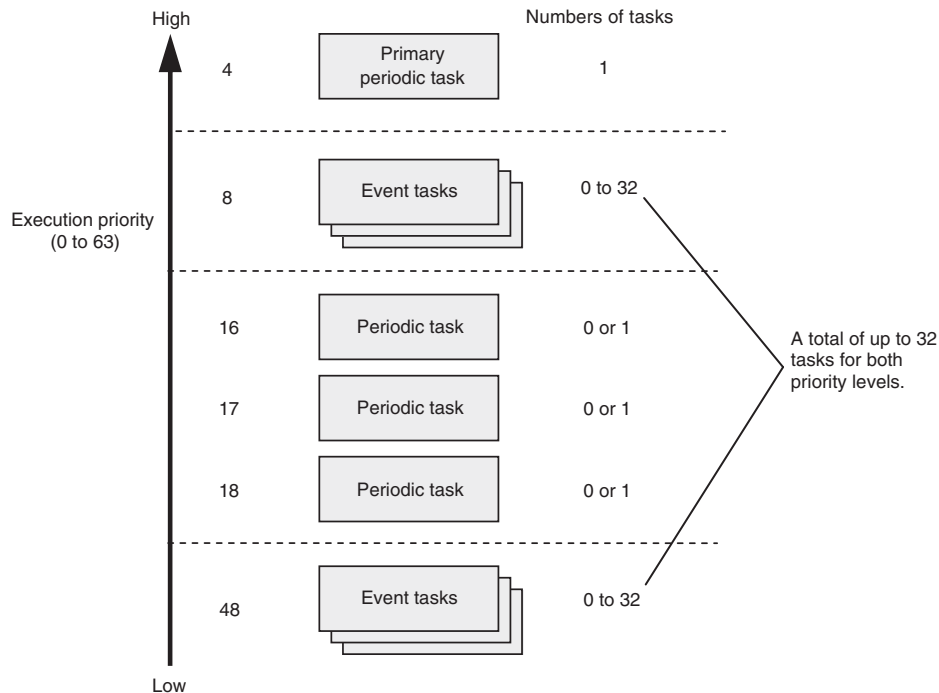 High
Numbers of tasks
4
Primary
periodic task
1
8
Event tasks
0 to 32
Execution priority
(0 to 63)
16
Periodic task
0 or 1
A total of up to 32
tasks for both
priority levels.
17
Periodic task
0 or 1
18
Periodic task
0 or 1
48
Event tasks
0 to 32
Low